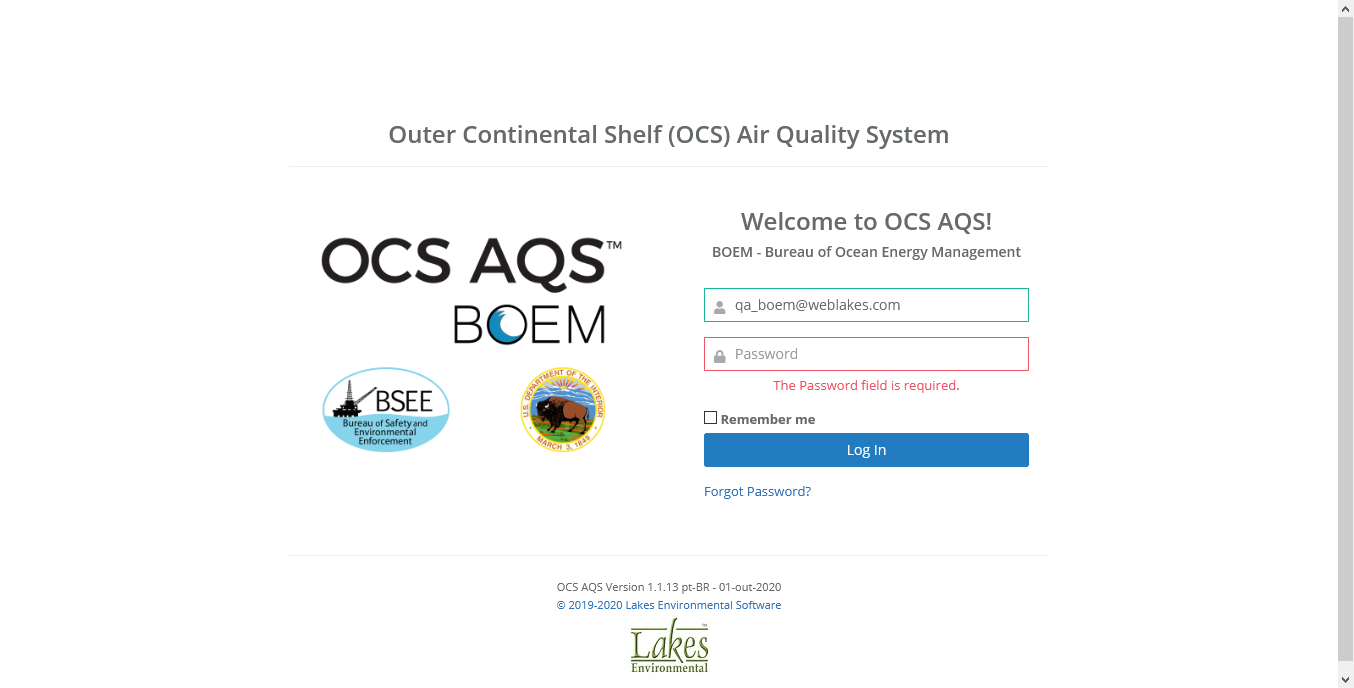 Outer Continental Shelf (OCS) Air Quality System
OCS AQS™
BOEM
BSEE
Bureau of Safety and
Environmental
Enforcement
U.S. DEPARTMENT OF THE INTERIOR
MARCH 3, 1849
Welcome to OCS AQS!
BOEM - Bureau of Ocean Energy Management
qa_boem@weblakes.com
Password
The Password field is required.
Remember me
Log In
Forgot Password?
OCS AQS Version 1.1.13 pt-BR - 01-out-2020
© 2019-2020 Lakes Environmental Software
Lakes™
Environmental